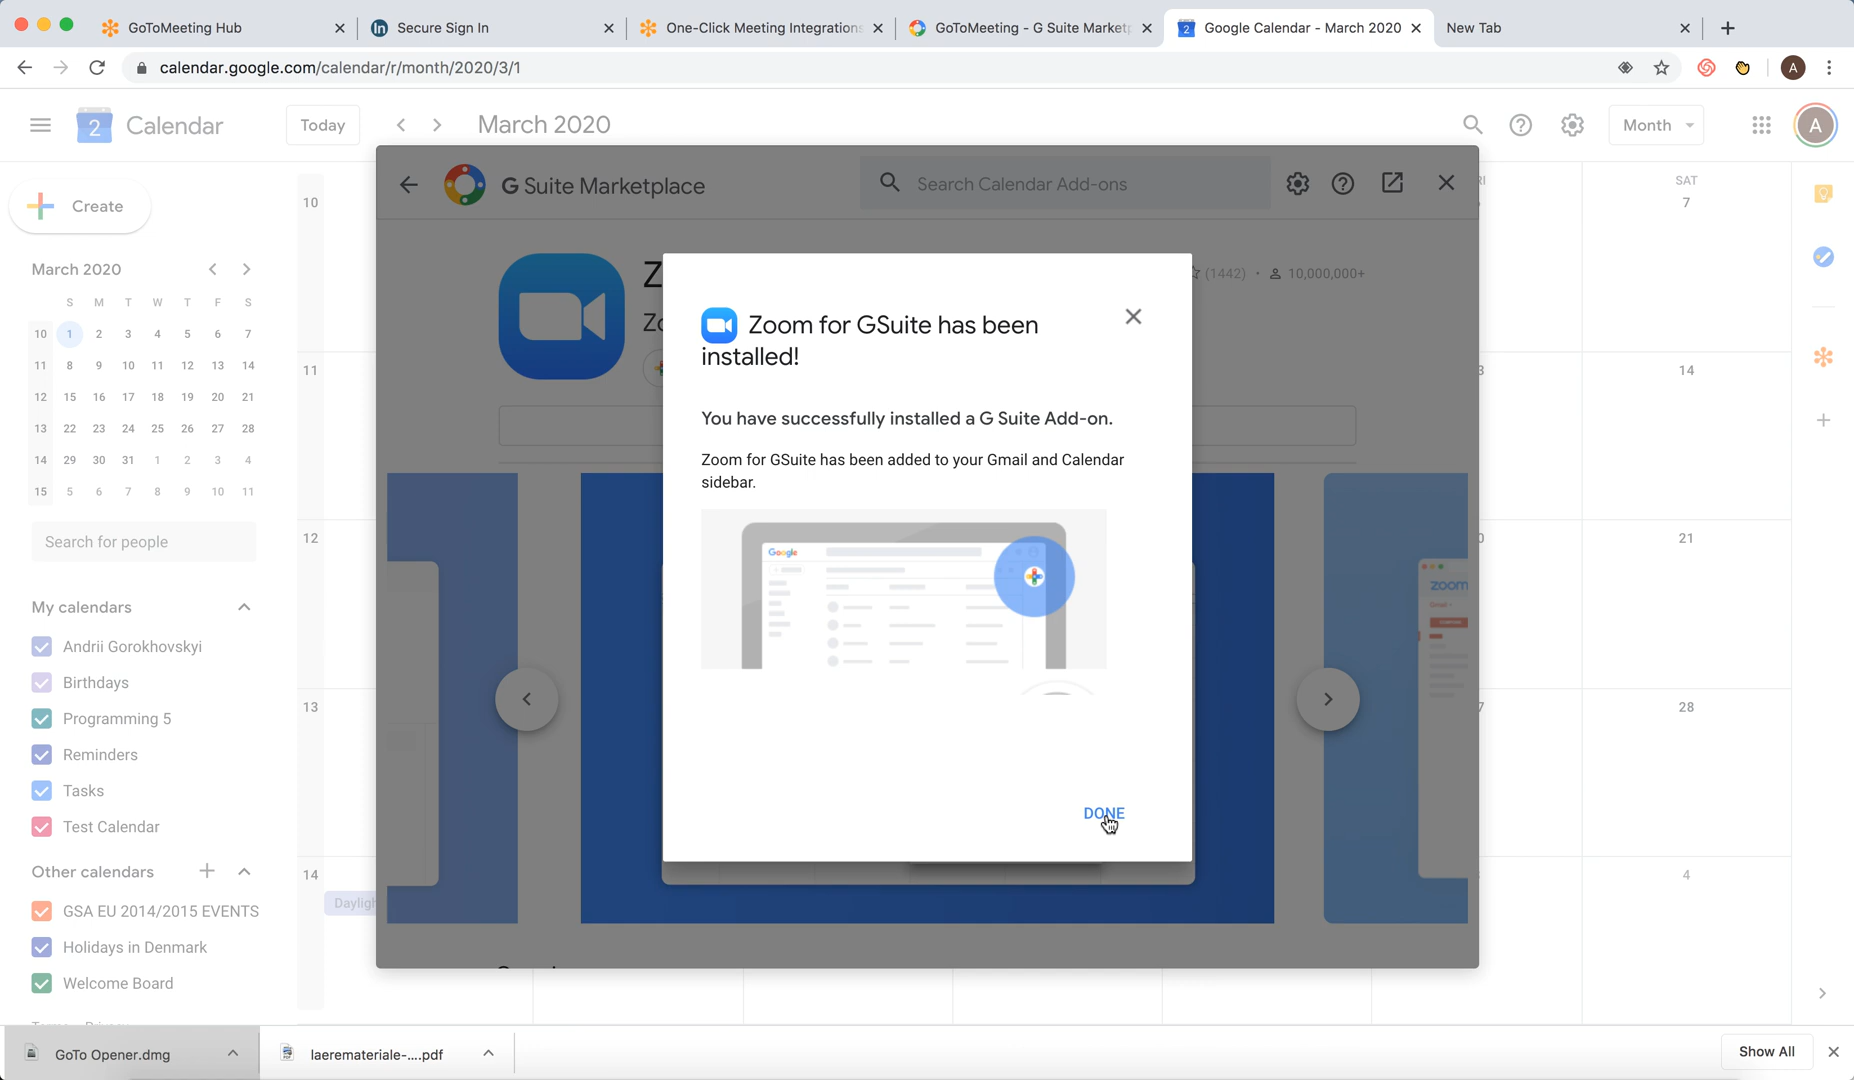 GoToMeeting Hub
Secure Sign In
One-Click Meeting Integrations
GoToMeeting - G Suite Marketp
Google Calendar - March 2020
New Tab
calendar.google.com/calendar/r/month/2020/3/1
A
2 Calendar
Today
March 2020
Month
A
G Suite Marketplace
Search Calendar Add-ons
Create
March 2020
S M T W T F S
10 1 2 3 4 5 6 7
11 8 9 10 11 12 13 14
12 15 16 17 18 19 20 21
13 22 23 24 25 26 27 28
14 29 30 31 1 2 3 4
15 5 6 7 8 9 10 11
Search for people
My calendars
Andrii Gorokhovskyi
Birthdays
Programming 5
Reminders
Tasks
Test Calendar
Other calendars
GSA EU 2014/2015 EVENTS
Holidays in Denmark
Welcome Board
10
11
12
13
14
Dayligh
(1442) · 10,000,000+
Zoom for GSuite has been
installed!
You have successfully installed a G Suite Add-on.
Zoom for GSuite has been added to your Gmail and Calendar
sidebar.
Google
DONE
zoom
SAT
7
14
21
28
4
GoTo Opener.dmg
laeremateriale-....pdf
Show All